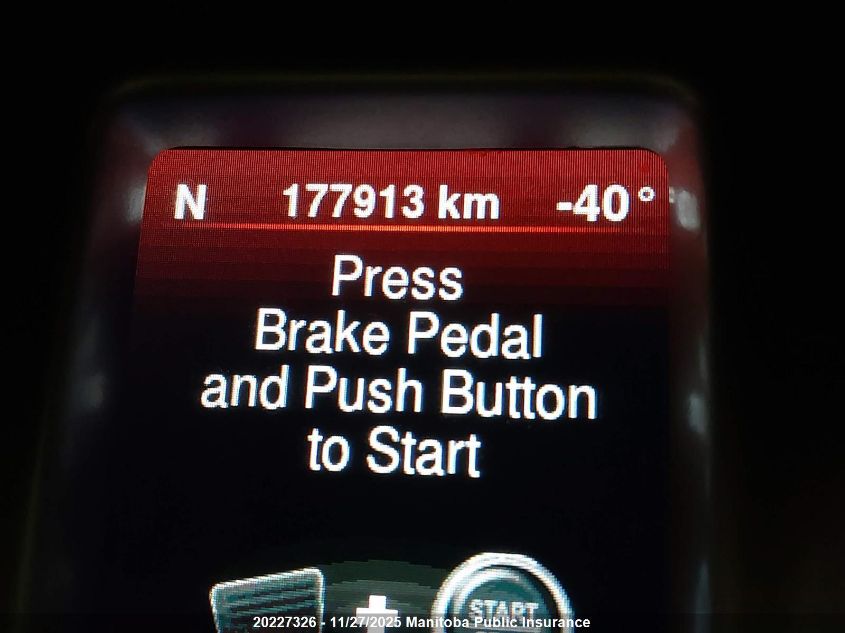 N 177913 km -40°
Press
Brake Pedal
and Push Button
to Start
START
20227326 - 11/27/2025 Manitoba Public Insurance